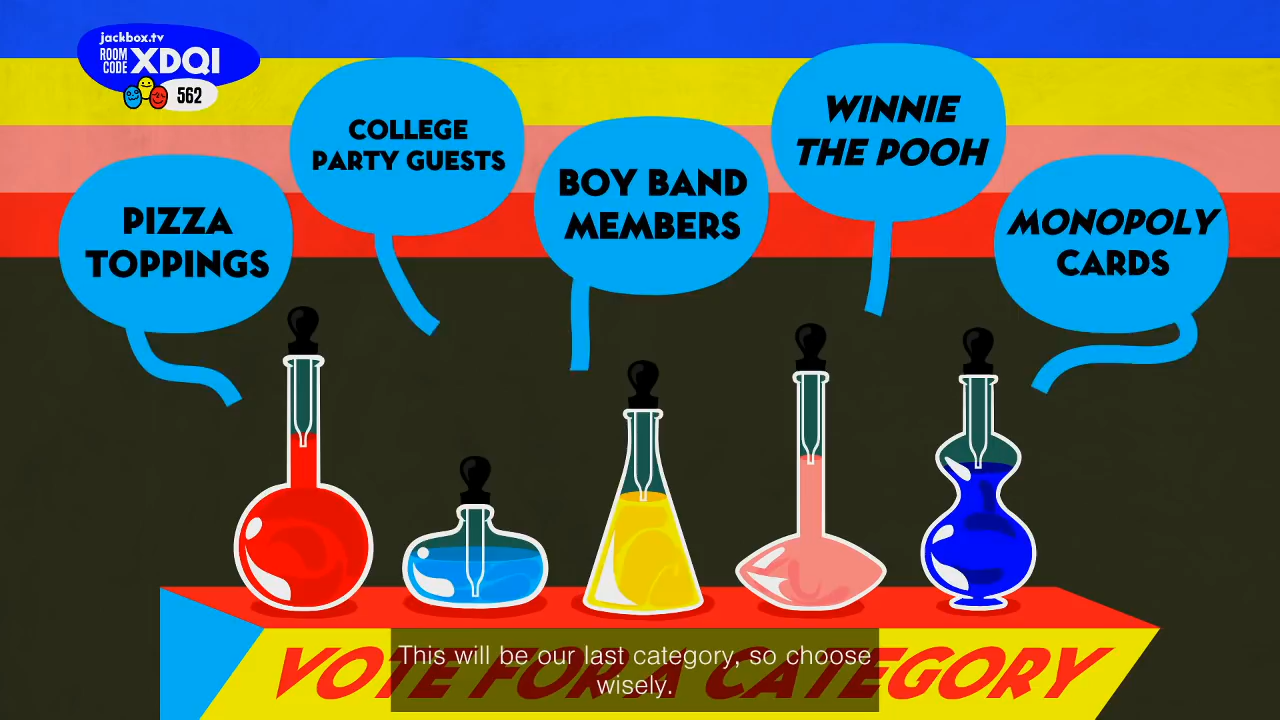 jackbox.tv
ROOM
CODE
XDQI
562
PIZZA
TOPPINGS
COLLEGE
PARTY GUESTS
BOY BAND
MEMBERS
WINNIE
THE POOH
MONOPOLY
CARDS
VOTE FOR A CATEGORY
This will be our last category, so choose
wisely.